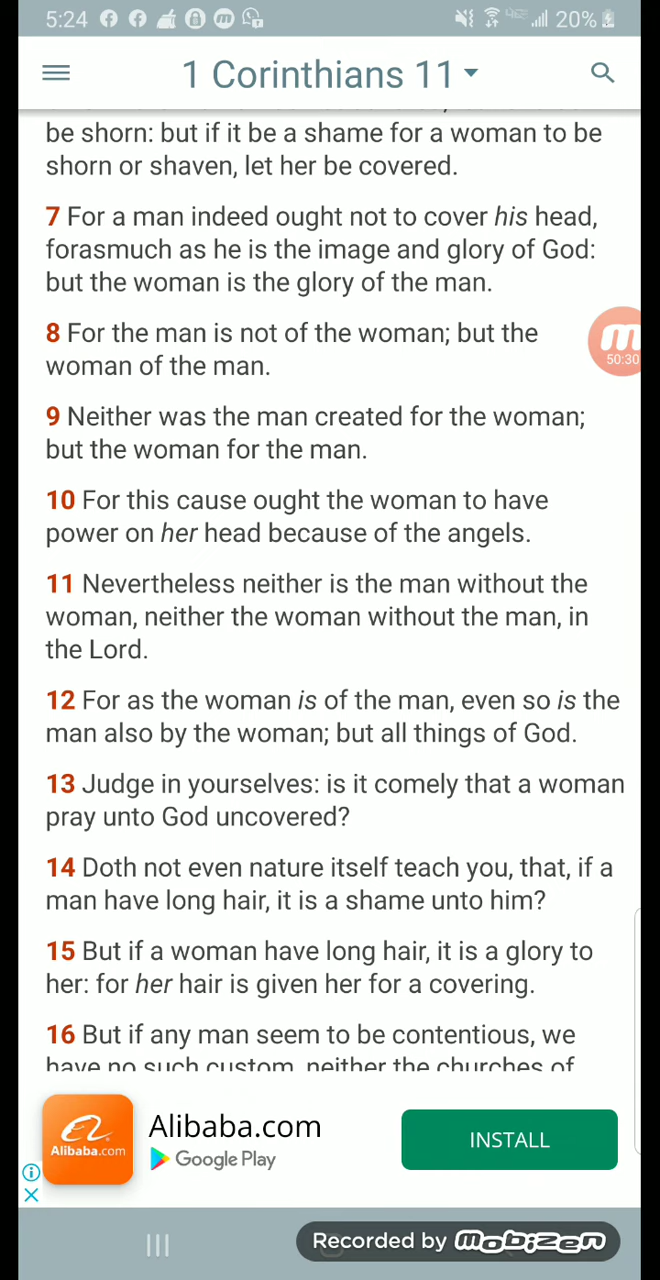 5:24
20%
1 Corinthians 11
be shorn: but if it be a shame for a woman to be
shorn or shaven, let her be covered.
7 For a man indeed ought not to cover his head,
forasmuch as he is the image and glory of God:
but the woman is the glory of the man.
8 For the man is not of the woman; but the
woman of the man.
50:30
9 Neither was the man created for the woman;
but the woman for the man.
10 For this cause ought the woman to have
power on her head because of the angels.
11 Nevertheless neither is the man without the
woman, neither the woman without the man, in
the Lord.
12 For as the woman is of the man, even so is the
man also by the woman; but all things of God.
13 Judge in yourselves: is it comely that a woman
pray unto God uncovered?
14 Doth not even nature itself teach you, that, if a
man have long hair, it is a shame unto him?
15 But if a woman have long hair, it is a glory to
her: for her hair is given her for a covering.
16 But if any man seem to be contentious, we
have no such custom, neither the churches of
Alibaba.com
Alibaba.com
Google Play
INSTALL
Recorded by mobizen